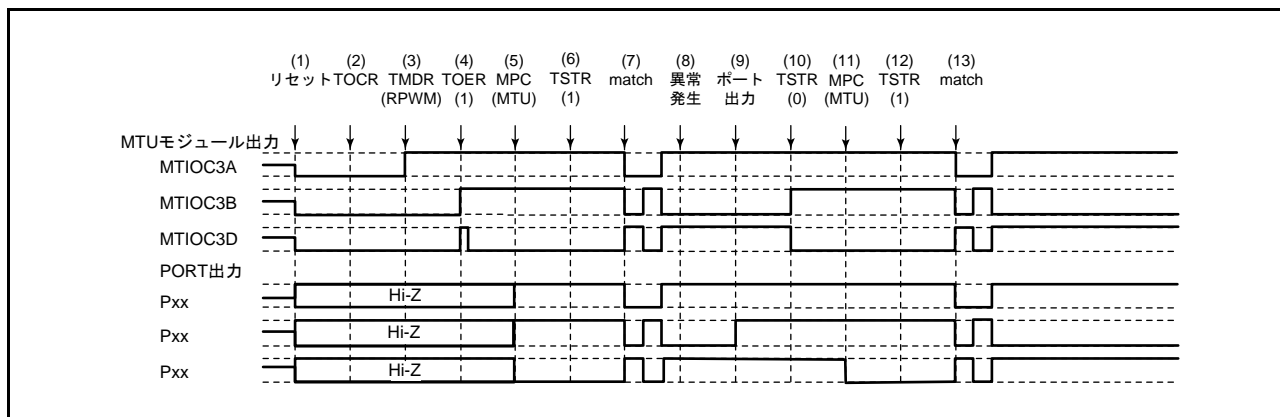 (1) (2) (3) (4) (5) (6) (7) (8) (9) (10) (11) (12) (13)
リセット TOCR TMDR TOER MPC TSTR match 異常 ポート TSTR MPC TSTR match
(RPWM) (1) (MTU) (1) 発生 出力 (0) (MTU) (1)
MTUモジュール出力
MTIOC3A
MTIOC3B
MTIOC3D
PORT出力
Pxx Hi-Z
Pxx Hi-Z
Pxx Hi-Z